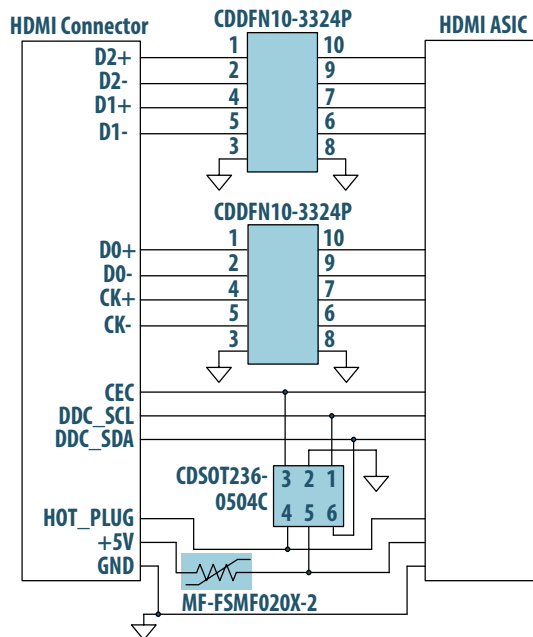 HDMI Connector
CDDFN10-3324P
HDMI ASIC
D2+ 1 10
D2- 2 9
D1+ 4 7
D1- 5 6
3 8
CDDFN10-3324P
D0+ 1 10
D0- 2 9
CK+ 4 7
CK- 5 6
3 8
CEC
DDC_SCL
DDC_SDA
CDSOT236-
0504C
3 2 1
4 5 6
HOT_PLUG
+5V
GND
MF-FSMF020X-2